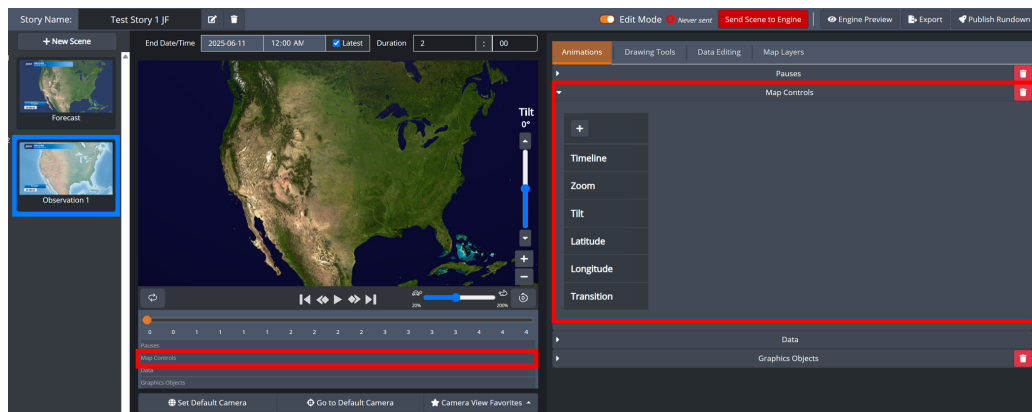 Story Name: Test Story 1 JF Edit Mode Never sent Send Scene to Engine Engine Preview Export Publish Rundown
+ New Scene
Forecast
Observation 1
End Date/Time 2025-06-11 12:00 AM Latest Duration 2 : 00
Tilt
0°
+
−
20% 200%
0 0 1 1 1 1 2 2 2 2 3 3 3 4 4 4
Pauses
Map Controls
Data
Graphics Objects
Set Default Camera Go to Default Camera Camera View Favorites
Animations Drawing Tools Data Editing Map Layers
Pauses
Map Controls
+
Timeline
Zoom
Tilt
Latitude
Longitude
Transition
Data
Graphics Objects